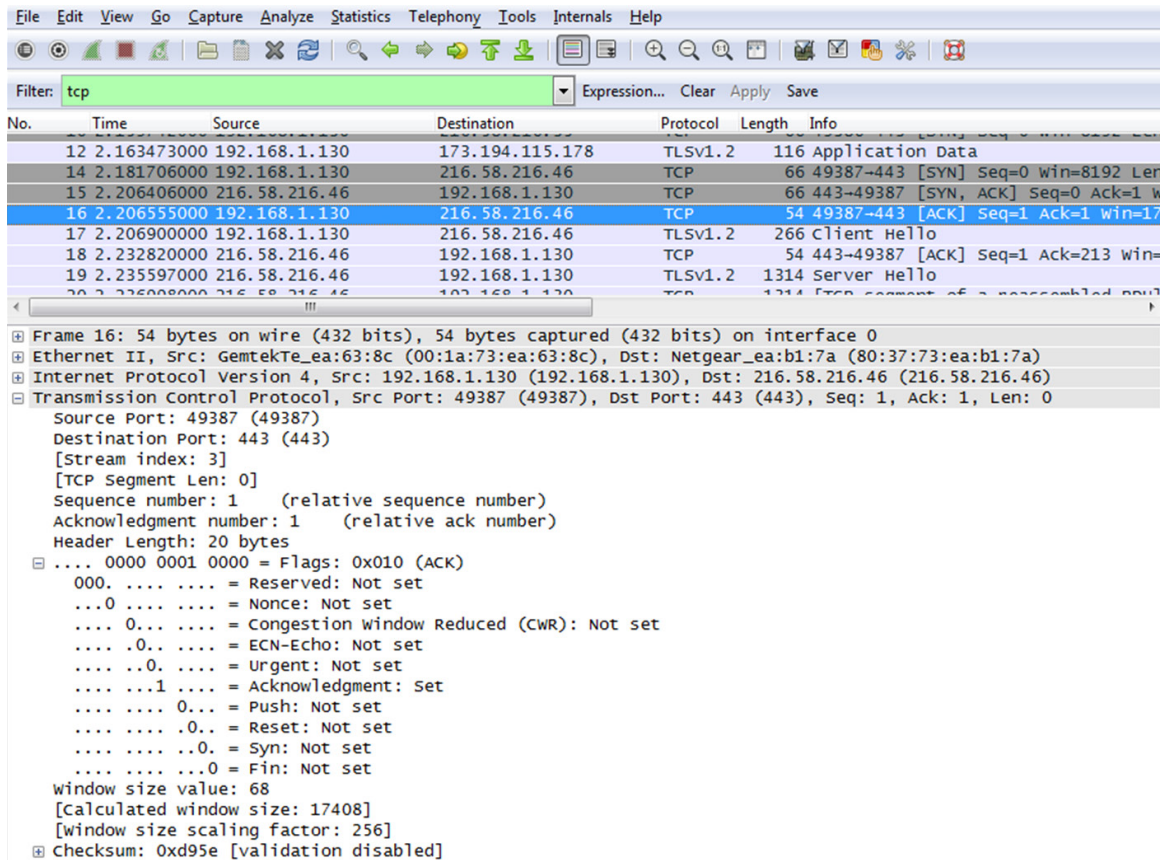 File Edit View Go Capture Analyze Statistics Telephony Tools Internals Help
Filter: tcp Expression... Clear Apply Save
No. Time Source Destination Protocol Length Info
12 2.163473000 192.168.1.130 173.194.115.178 TLSv1.2 116 Application Data
14 2.181706000 192.168.1.130 216.58.216.46 TCP 66 49387→443 [SYN] Seq=0 Win=8192 Len
15 2.206406000 216.58.216.46 192.168.1.130 TCP 66 443→49387 [SYN, ACK] Seq=0 Ack=1 W
16 2.206555000 192.168.1.130 216.58.216.46 TCP 54 49387→443 [ACK] Seq=1 Ack=1 Win=17
17 2.206900000 192.168.1.130 216.58.216.46 TLSv1.2 266 Client Hello
18 2.232820000 216.58.216.46 192.168.1.130 TCP 54 443→49387 [ACK] Seq=1 Ack=213 Win=
19 2.235597000 216.58.216.46 192.168.1.130 TLSv1.2 1314 Server Hello
Frame 16: 54 bytes on wire (432 bits), 54 bytes captured (432 bits) on interface 0
Ethernet II, Src: GemtekTe_ea:63:8c (00:1a:73:ea:63:8c), Dst: Netgear_ea:b1:7a (80:37:73:ea:b1:7a)
Internet Protocol Version 4, Src: 192.168.1.130 (192.168.1.130), Dst: 216.58.216.46 (216.58.216.46)
Transmission Control Protocol, Src Port: 49387 (49387), Dst Port: 443 (443), Seq: 1, Ack: 1, Len: 0
Source Port: 49387 (49387)
Destination Port: 443 (443)
[Stream index: 3]
[TCP Segment Len: 0]
Sequence number: 1 (relative sequence number)
Acknowledgment number: 1 (relative ack number)
Header Length: 20 bytes
.... 0000 0001 0000 = Flags: 0x010 (ACK)
000. .... .... = Reserved: Not set
...0 .... .... = Nonce: Not set
.... 0... .... = Congestion Window Reduced (CWR): Not set
.... .0.. .... = ECN-Echo: Not set
.... ..0. .... = Urgent: Not set
.... ...1 .... = Acknowledgment: Set
.... .... 0... = Push: Not set
.... .... .0.. = Reset: Not set
.... .... ..0. = Syn: Not set
.... .... ...0 = Fin: Not set
Window size value: 68
[Calculated window size: 17408]
[Window size scaling factor: 256]
Checksum: 0xd95e [validation disabled]